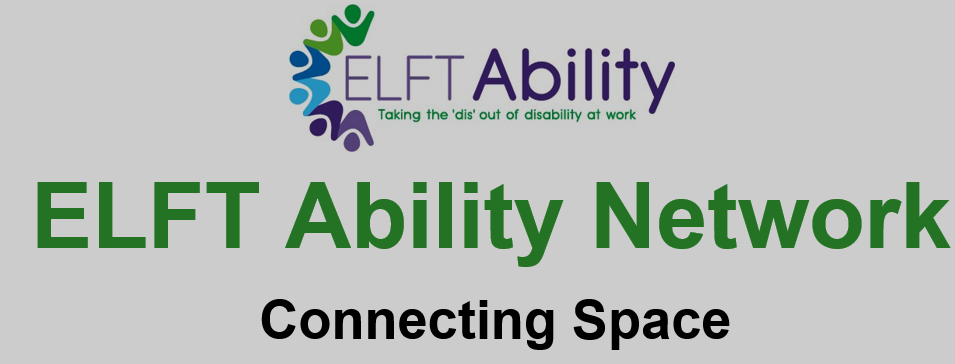 ELFT Ability
Taking the 'dis' out of disability at work
ELFT Ability Network
Connecting Space